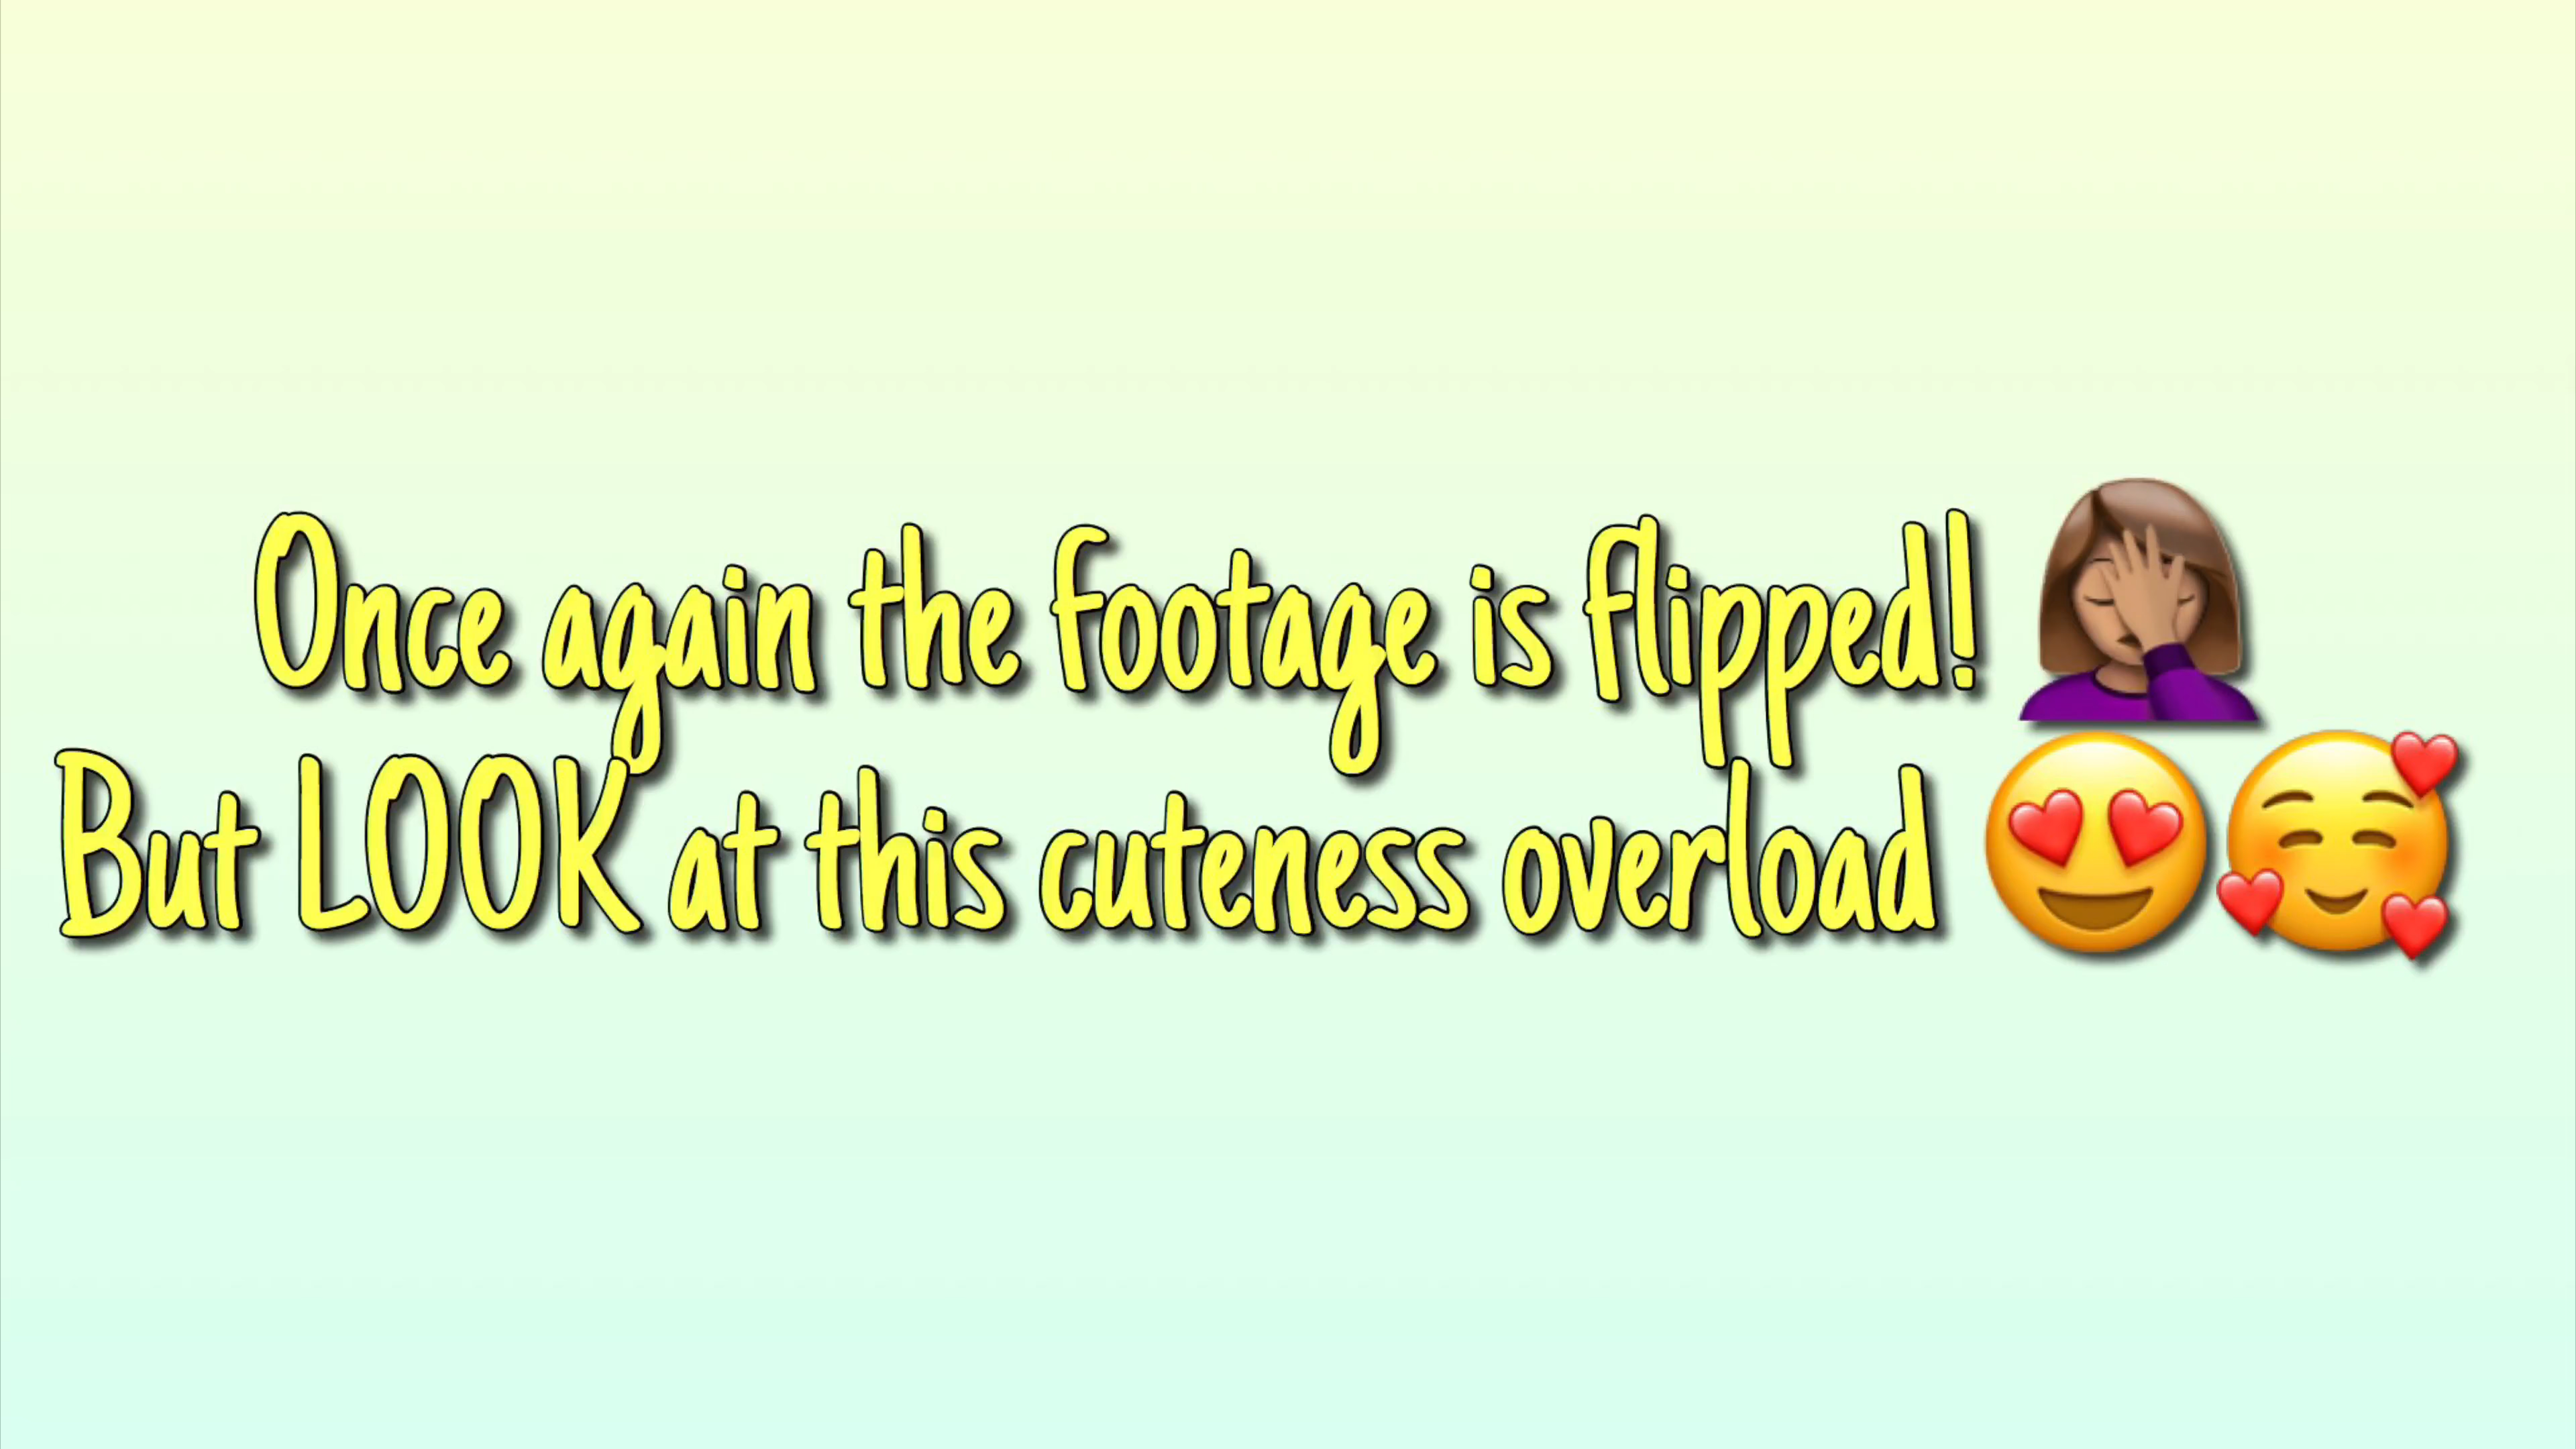 Once again the footage is flipped! 🤦🏽‍♀️
But LOOK at this cuteness overload 😍🥰